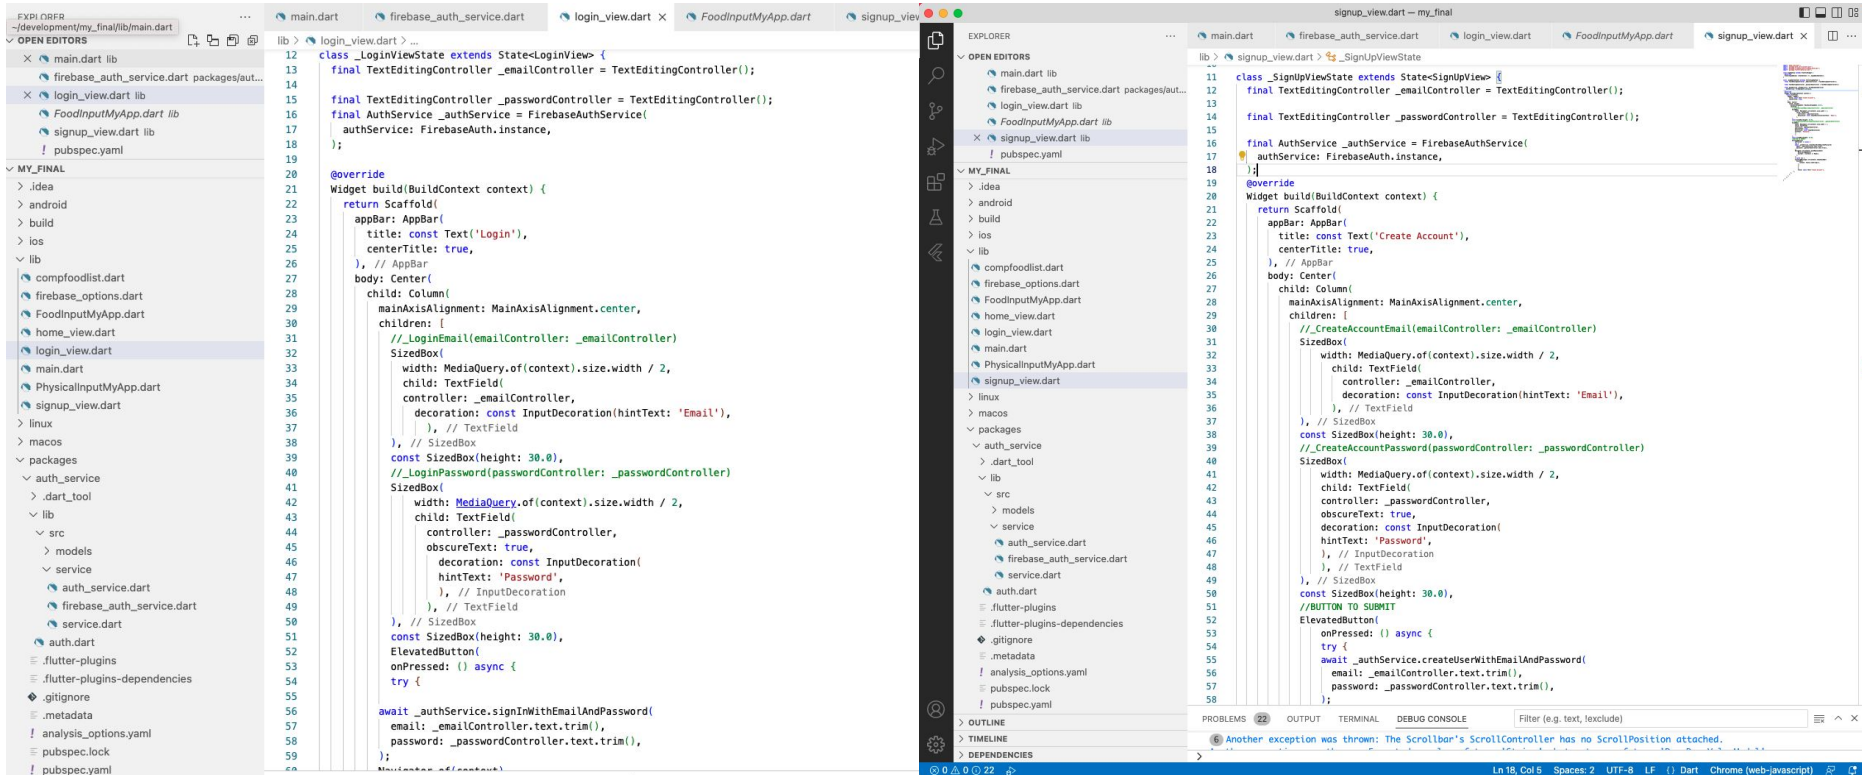 EXPLORER
~/development/my_final/lib/main.dart
OPEN EDITORS
main.dart lib
firebase_auth_service.dart packages/aut...
login_view.dart lib
FoodInputMyApp.dart lib
signup_view.dart lib
! pubspec.yaml
MY_FINAL
.idea
android
build
ios
lib
compfoodlist.dart
firebase_options.dart
FoodInputMyApp.dart
home_view.dart
login_view.dart
main.dart
PhysicalInputMyApp.dart
signup_view.dart
linux
macos
packages
auth_service
.dart_tool
lib
src
models
service
auth_service.dart
firebase_auth_service.dart
service.dart
auth.dart
.flutter-plugins
.flutter-plugins-dependencies
.gitignore
.metadata
! analysis_options.yaml
pubspec.lock
! pubspec.yaml
main.dart firebase_auth_service.dart login_view.dart FoodInputMyApp.dart signup_view
lib > login_view.dart > ...
12 class _LoginViewState extends State<LoginView> {
13 final TextEditingController _emailController = TextEditingController();
14
15 final TextEditingController _passwordController = TextEditingController();
16 final AuthService _authService = FirebaseAuthService(
17 authService: FirebaseAuth.instance,
18 );
19
20 @override
21 Widget build(BuildContext context) {
22 return Scaffold(
23 appBar: AppBar(
24 title: const Text('Login'),
25 centerTitle: true,
26 ), // AppBar
27 body: Center(
28 child: Column(
29 mainAxisAlignment: MainAxisAlignment.center,
30 children: [
31 //_LoginEmail(emailController: _emailController)
32 SizedBox(
33 width: MediaQuery.of(context).size.width / 2,
34 child: TextField(
35 controller: _emailController,
36 decoration: const InputDecoration(hintText: 'Email'),
37 ), // TextField
38 ), // SizedBox
39 const SizedBox(height: 30.0),
40 //_LoginPassword(passwordController: _passwordController)
41 SizedBox(
42 width: MediaQuery.of(context).size.width / 2,
43 child: TextField(
44 controller: _passwordController,
45 obscureText: true,
46 decoration: const InputDecoration(
47 hintText: 'Password',
48 ), // InputDecoration
49 ), // TextField
50 ), // SizedBox
51 const SizedBox(height: 30.0),
52 ElevatedButton(
53 onPressed: () async {
54 try {
55
56 await _authService.signInWithEmailAndPassword(
57 email: _emailController.text.trim(),
58 password: _passwordController.text.trim(),
59 );
60 Navigator.of(context)
signup_view.dart — my_final
EXPLORER
OPEN EDITORS
main.dart lib
firebase_auth_service.dart packages/aut...
login_view.dart lib
FoodInputMyApp.dart lib
signup_view.dart lib
! pubspec.yaml
MY_FINAL
.idea
android
build
ios
lib
compfoodlist.dart
firebase_options.dart
FoodInputMyApp.dart
home_view.dart
login_view.dart
main.dart
PhysicalInputMyApp.dart
signup_view.dart
linux
macos
packages
auth_service
.dart_tool
lib
src
models
service
auth_service.dart
firebase_auth_service.dart
service.dart
auth.dart
.flutter-plugins
.flutter-plugins-dependencies
.gitignore
.metadata
! analysis_options.yaml
pubspec.lock
! pubspec.yaml
OUTLINE
TIMELINE
DEPENDENCIES
main.dart firebase_auth_service.dart login_view.dart FoodInputMyApp.dart signup_view.dart
lib > signup_view.dart > _SignUpViewState
11 class _SignUpViewState extends State<SignUpView> {
12 final TextEditingController _emailController = TextEditingController();
13
14 final TextEditingController _passwordController = TextEditingController();
15
16 final AuthService _authService = FirebaseAuthService(
17 authService: FirebaseAuth.instance,
18 );
19 @override
20 Widget build(BuildContext context) {
21 return Scaffold(
22 appBar: AppBar(
23 title: const Text('Create Account'),
24 centerTitle: true,
25 ), // AppBar
26 body: Center(
27 child: Column(
28 mainAxisAlignment: MainAxisAlignment.center,
29 children: [
30 //_CreateAccountEmail(emailController: _emailController)
31 SizedBox(
32 width: MediaQuery.of(context).size.width / 2,
33 child: TextField(
34 controller: _emailController,
35 decoration: const InputDecoration(hintText: 'Email'),
36 ), // TextField
37 ), // SizedBox
38 const SizedBox(height: 30.0),
39 //_CreateAccountPassword(passwordController: _passwordController)
40 SizedBox(
41 width: MediaQuery.of(context).size.width / 2,
42 child: TextField(
43 controller: _passwordController,
44 obscureText: true,
45 decoration: const InputDecoration(
46 hintText: 'Password',
47 ), // InputDecoration
48 ), // TextField
49 ), // SizedBox
50 const SizedBox(height: 30.0),
51 //BUTTON TO SUBMIT
52 ElevatedButton(
53 onPressed: () async {
54 try {
55 await _authService.createUserWithEmailAndPassword(
56 email: _emailController.text.trim(),
57 password: _passwordController.text.trim(),
58 );
PROBLEMS 22 OUTPUT TERMINAL DEBUG CONSOLE Filter (e.g. text, !exclude)
6 Another exception was thrown: The Scrollbar's ScrollController has no ScrollPosition attached.
>
0 0 22 Ln 18, Col 5 Spaces: 2 UTF-8 LF {} Dart Chrome (web-javascript)